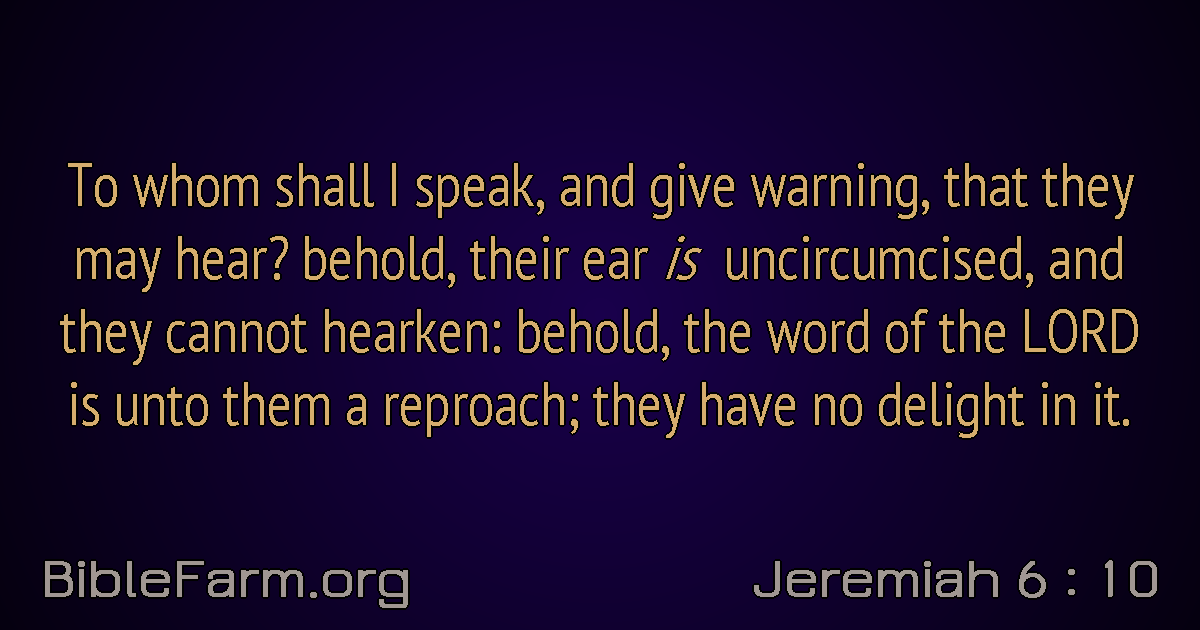 To whom shall I speak, and give warning, that they
may hear? behold, their ear is uncircumcised, and
they cannot hearken: behold, the word of the LORD
is unto them a reproach; they have no delight in it.
BibleFarm.org
Jeremiah 6 : 10